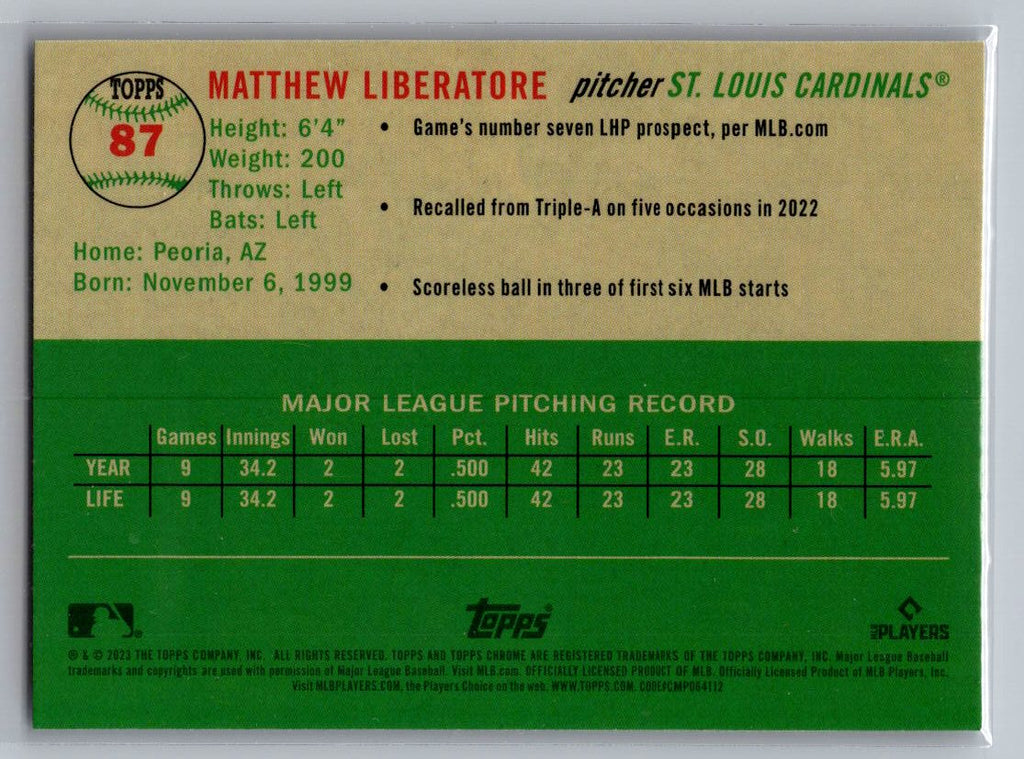 TOPPS
87
MATTHEW LIBERATORE pitcher ST. LOUIS CARDINALS®
Height: 6'4"
Weight: 200
Throws: Left
Bats: Left
Home: Peoria, AZ
Born: November 6, 1999
• Game's number seven LHP prospect, per MLB.com
• Recalled from Triple-A on five occasions in 2022
• Scoreless ball in three of first six MLB starts
MAJOR LEAGUE PITCHING RECORD
Games Innings Won Lost Pct. Hits Runs E.R. S.O. Walks E.R.A.
YEAR 9 34.2 2 2 .500 42 23 23 28 18 5.97
LIFE 9 34.2 2 2 .500 42 23 23 28 18 5.97
Topps®
MLB PLAYERS
® & © 2023 THE TOPPS COMPANY, INC. ALL RIGHTS RESERVED. TOPPS AND TOPPS CHROME ARE REGISTERED TRADEMARKS OF THE TOPPS COMPANY, INC. Major League Baseball
trademarks and copyrights are used with permission of Major League Baseball. Visit MLB.com. OFFICIALLY LICENSED PRODUCT OF MLB. Officially Licensed Product of MLB Players, Inc.
Visit MLBPLAYERS.COM, the Players Choice on the web. WWW.TOPPS.COM. CODE#CMP064112